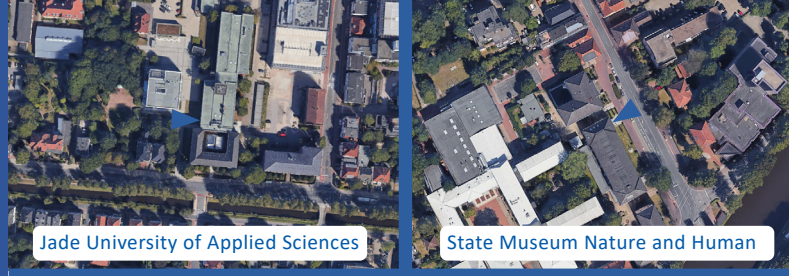 Jade University of Applied Sciences
State Museum Nature and Human